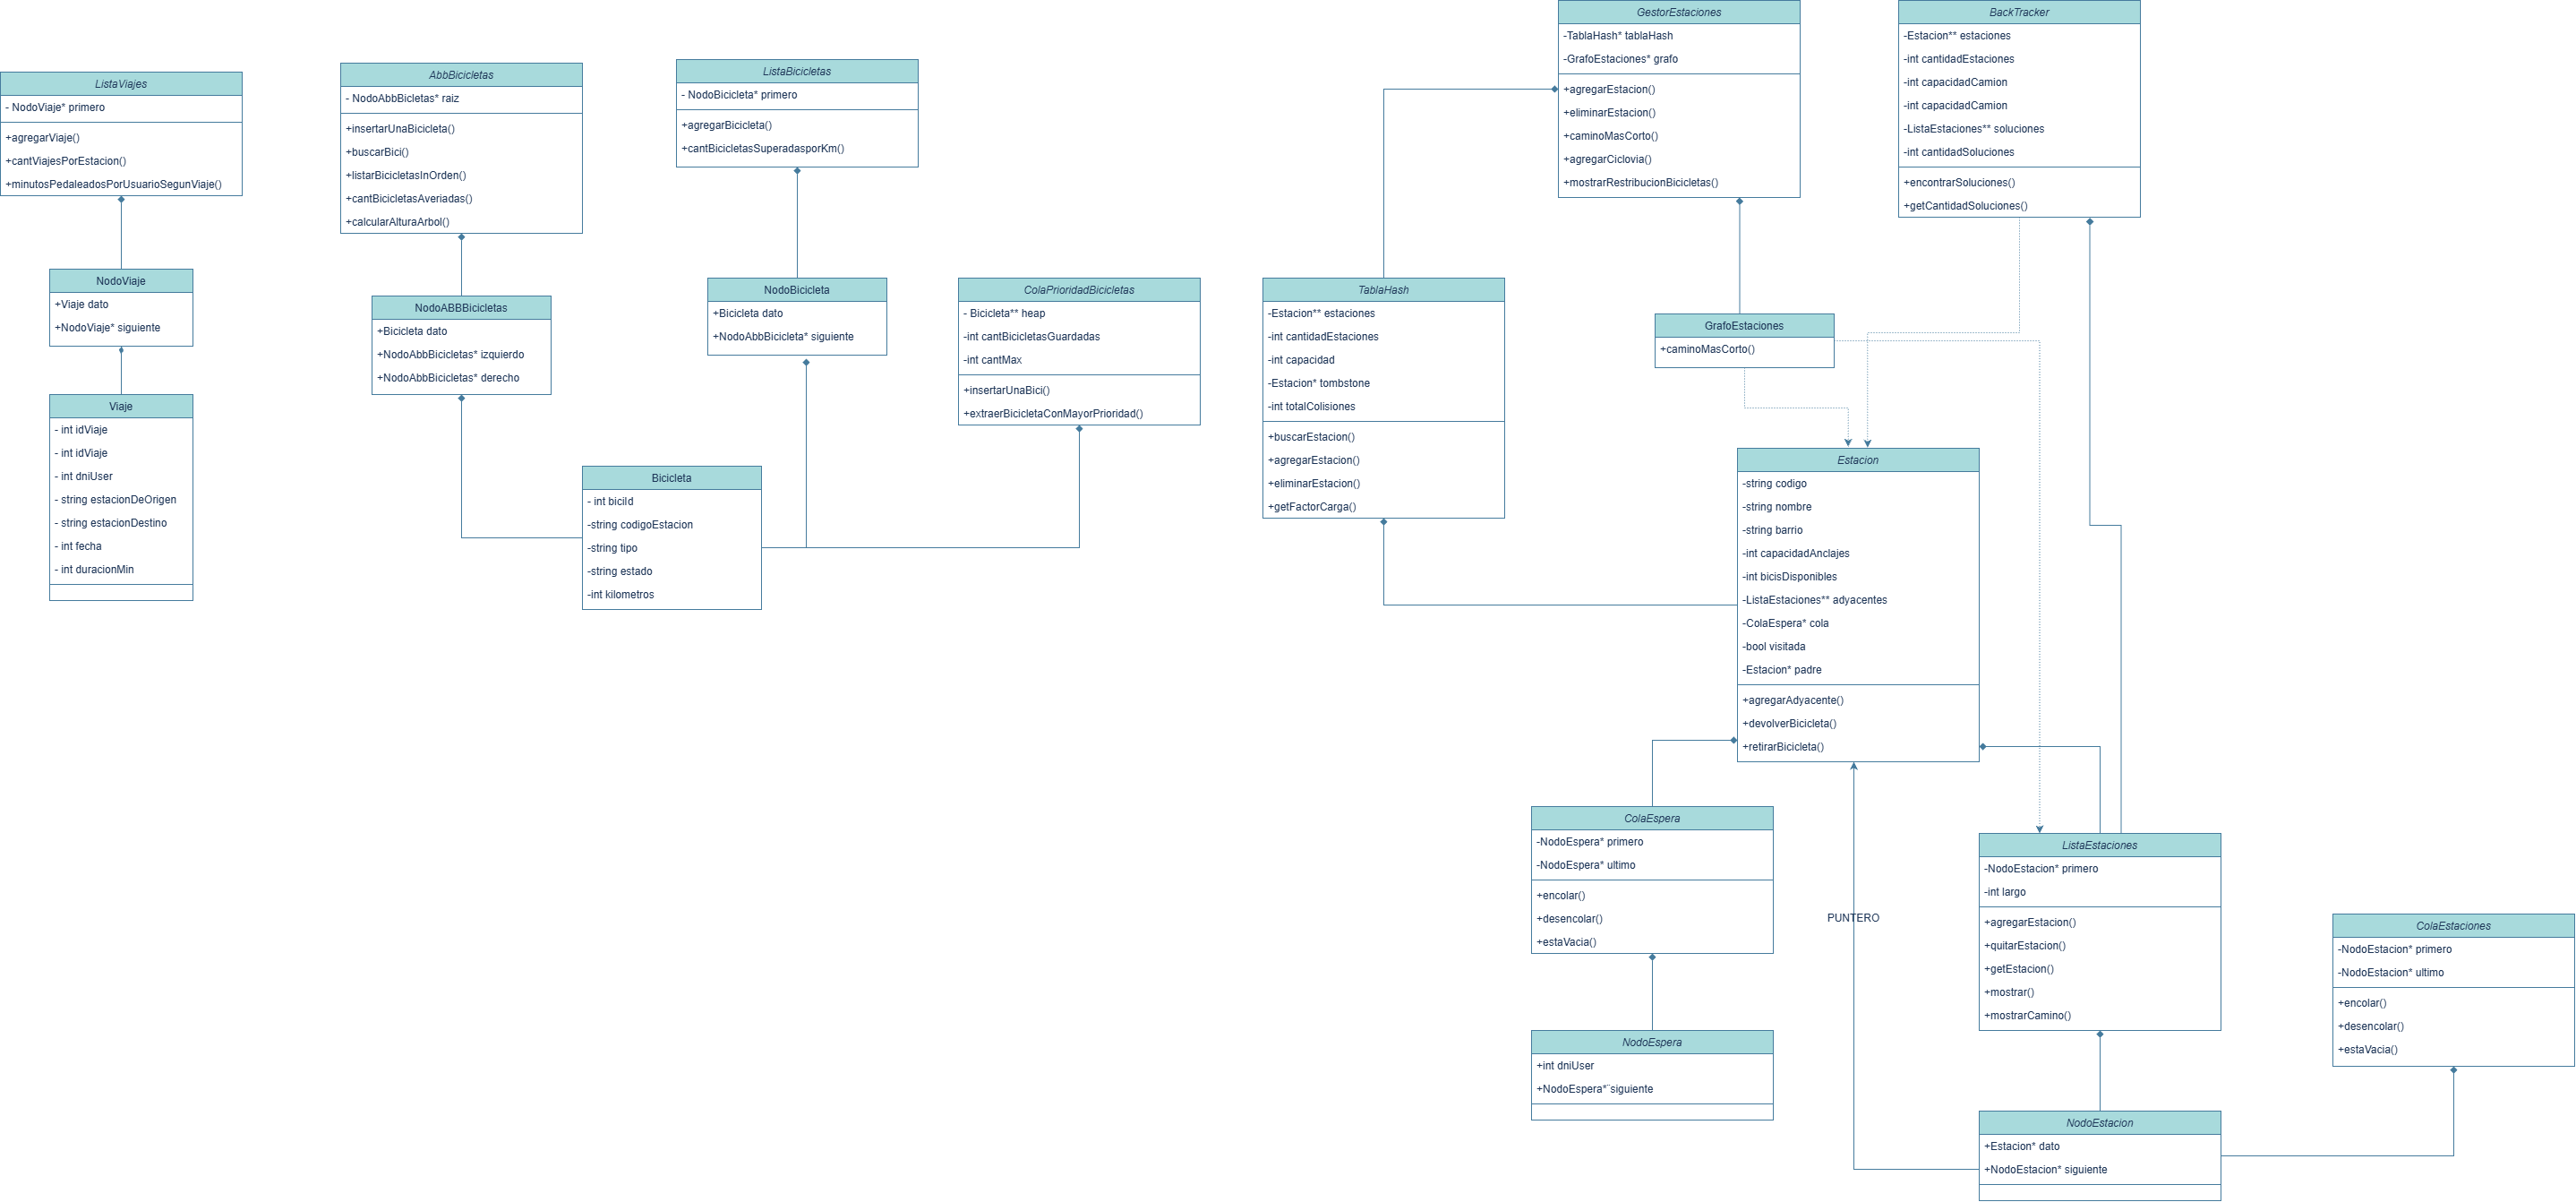 ListaViajes
- NodoViaje* primero
+agregarViaje()
+cantViajesPorEstacion()
+minutosPedaleadosPorUsuarioSegunViaje()
NodoViaje
+Viaje dato
+NodoViaje* siguiente
Viaje
- int idViaje
- int idViaje
- int dniUser
- string estacionDeOrigen
- string estacionDestino
- int fecha
- int duracionMin
AbbBicicletas
- NodoAbbBicletas* raiz
+insertarUnaBicicleta()
+buscarBici()
+listarBicicletasInOrden()
+cantBicicletasAveriadas()
+calcularAlturaArbol()
NodoABBBicicletas
+Bicicleta dato
+NodoAbbBicicletas* izquierdo
+NodoAbbBicicletas* derecho
ListaBicicletas
- NodoBicicleta* primero
+agregarBicicleta()
+cantBicicletasSuperadasporKm()
NodoBicicleta
+Bicicleta dato
+NodoAbbBicicleta* siguiente
ColaPrioridadBicicletas
- Bicicleta** heap
-int cantBicicletasGuardadas
-int cantMax
+insertarUnaBici()
+extraerBicicletaConMayorPrioridad()
Bicicleta
- int biciId
-string codigoEstacion
-string tipo
-string estado
-int kilometros
GestorEstaciones
-TablaHash* tablaHash
-GrafoEstaciones* grafo
+agregarEstacion()
+eliminarEstacion()
+caminoMasCorto()
+agregarCiclovia()
+mostrarRestribucionBicicletas()
BackTracker
-Estacion** estaciones
-int cantidadEstaciones
-int capacidadCamion
-int capacidadCamion
-ListaEstaciones** soluciones
-int cantidadSoluciones
+encontrarSoluciones()
+getCantidadSoluciones()
TablaHash
-Estacion** estaciones
-int cantidadEstaciones
-int capacidad
-Estacion* tombstone
-int totalColisiones
+buscarEstacion()
+agregarEstacion()
+eliminarEstacion()
+getFactorCarga()
GrafoEstaciones
+caminoMasCorto()
Estacion
-string codigo
-string nombre
-string barrio
-int capacidadAnclajes
-int bicisDisponibles
-ListaEstaciones** adyacentes
-ColaEspera* cola
-bool visitada
-Estacion* padre
+agregarAdyacente()
+devolverBicicleta()
+retirarBicicleta()
ColaEspera
-NodoEspera* primero
-NodoEspera* ultimo
+encolar()
+desencolar()
+estaVacia()
PUNTERO
NodoEspera
+int dniUser
+NodoEspera*¨siguiente
ListaEstaciones
-NodoEstacion* primero
-int largo
+agregarEstacion()
+quitarEstacion()
+getEstacion()
+mostrar()
+mostrarCamino()
NodoEstacion
+Estacion* dato
+NodoEstacion* siguiente
ColaEstaciones
-NodoEstacion* primero
-NodoEstacion* ultimo
+encolar()
+desencolar()
+estaVacia()